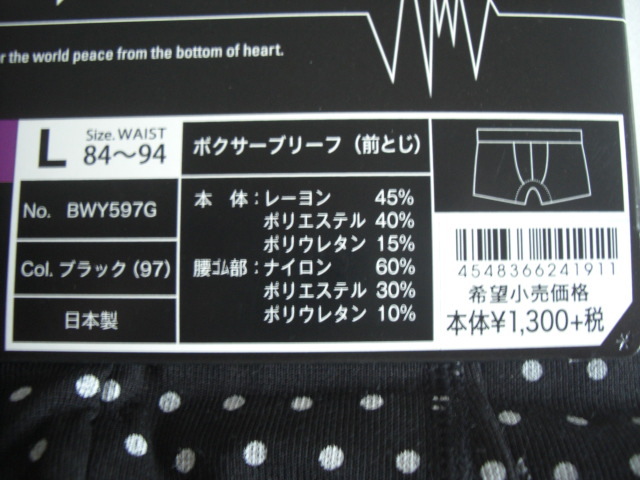 r the world peace from the bottom of heart.
L Size. WAIST 84〜94
ボクサーブリーフ（前とじ）
No. BWY597G
Col. ブラック（97）
日本製
本　体：レーヨン 45%
ポリエステル 40%
ポリウレタン 15%
腰ゴム部：ナイロン 60%
ポリエステル 30%
ポリウレタン 10%
4548366241911
希望小売価格
本体¥1,300+税